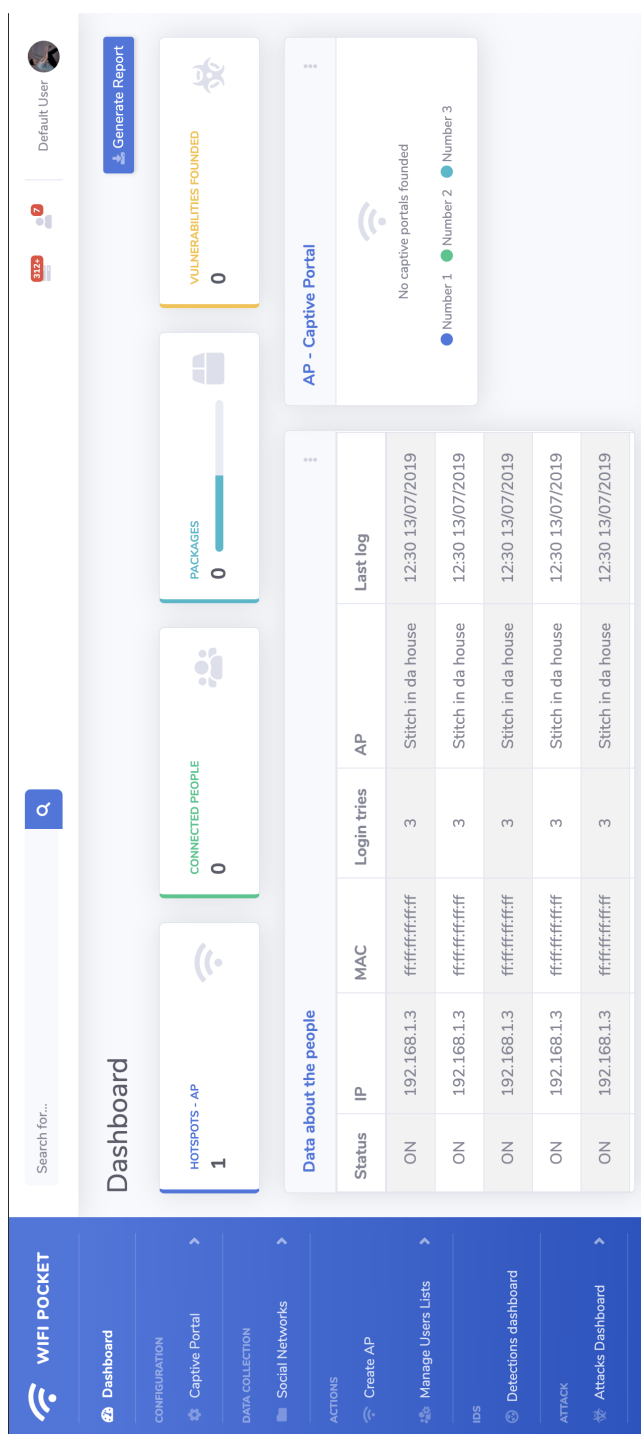 WIFI POCKET
Dashboard
CONFIGURATION
Captive Portal
DATA COLLECTION
Social Networks
ACTIONS
Create AP
Manage Users Lists
IDS
Detections dashboard
ATTACK
Attacks Dashboard
Search for...
312+
7
Default User
Dashboard
Generate Report
HOTSPOTS - AP
1
CONNECTED PEOPLE
0
PACKAGES
0
VULNERABILITIES FOUNDED
0
Data about the people
Status IP MAC Login tries AP Last log
ON 192.168.1.3 ff:ff:ff:ff:ff:ff 3 Stitch in da house 12:30 13/07/2019
ON 192.168.1.3 ff:ff:ff:ff:ff:ff 3 Stitch in da house 12:30 13/07/2019
ON 192.168.1.3 ff:ff:ff:ff:ff:ff 3 Stitch in da house 12:30 13/07/2019
ON 192.168.1.3 ff:ff:ff:ff:ff:ff 3 Stitch in da house 12:30 13/07/2019
ON 192.168.1.3 ff:ff:ff:ff:ff:ff 3 Stitch in da house 12:30 13/07/2019
AP - Captive Portal
No captive portals founded
Number 1 Number 2 Number 3